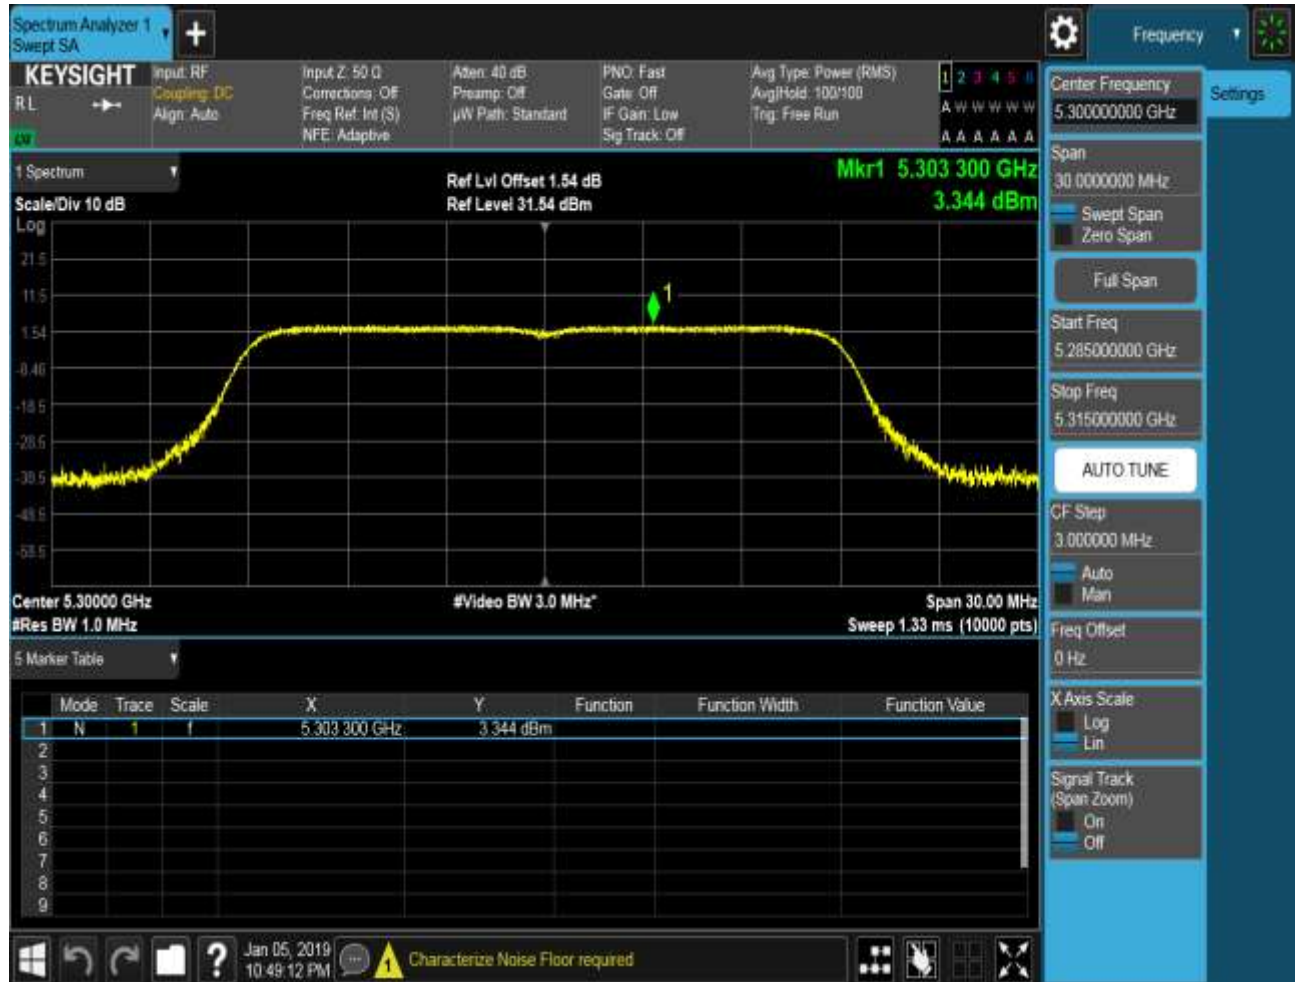 Spectrum Analyzer 1
Swept SA
+
Frequency
KEYSIGHT
RL
Input: RF
Coupling: DC
Align: Auto
Input Z: 50 Ω
Corrections: Off
Freq Ref: Int (S)
NFE: Adaptive
Atten: 40 dB
Preamp: Off
µW Path: Standard
PNO: Fast
Gate: Off
IF Gain: Low
Sig Track: Off
Avg Type: Power (RMS)
Avg|Hold: 100/100
Trig: Free Run
1 2 3 4 5 6
A W W W W W
A A A A A A
1 Spectrum
Scale/Div 10 dB
Log
Ref Lvl Offset 1.54 dB
Ref Level 31.54 dBm
Mkr1 5.303 300 GHz
3.344 dBm
21.5
11.5
1.54
-8.46
-18.5
-28.5
-38.5
-48.5
-58.5
1
Center 5.30000 GHz
#Res BW 1.0 MHz
#Video BW 3.0 MHz*
Span 30.00 MHz
Sweep 1.33 ms (10000 pts)
5 Marker Table
Mode Trace Scale X Y Function Function Width Function Value
1 N 1 f 5.303 300 GHz 3.344 dBm
2
3
4
5
6
7
8
9
Jan 05, 2019
10:49:12 PM
?
1
Characterize Noise Floor required
Center Frequency
5.300000000 GHz
Settings
Span
30.0000000 MHz
Swept Span
Zero Span
Full Span
Start Freq
5.285000000 GHz
Stop Freq
5.315000000 GHz
AUTO TUNE
CF Step
3.000000 MHz
Auto
Man
Freq Offset
0 Hz
X Axis Scale
Log
Lin
Signal Track
(Span Zoom)
On
Off